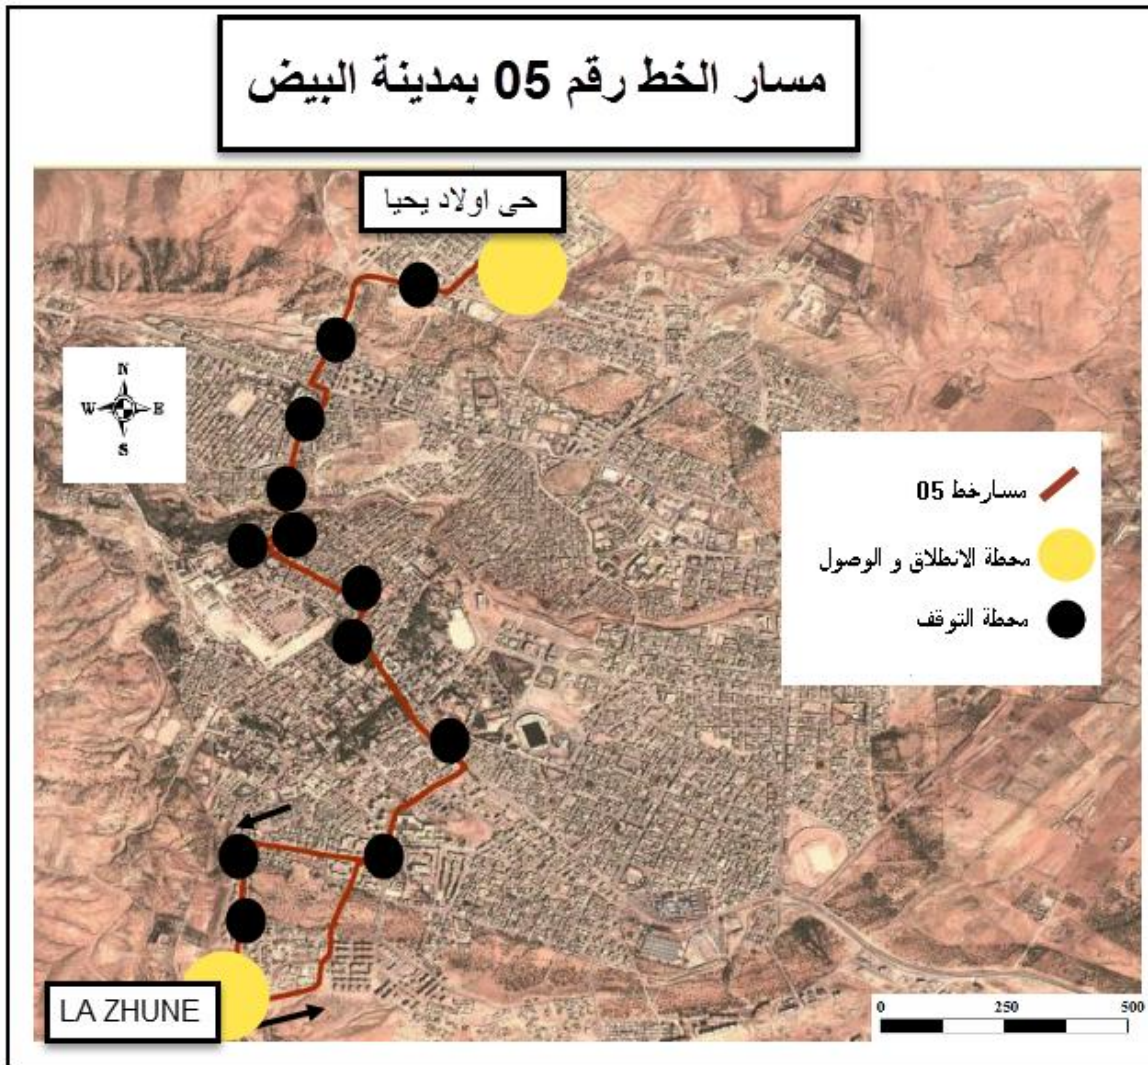 مسار الخط رقم 05 بمدينة البيض
حى اولاد يحيا
N
W E
S
مسارخط 05
محطة الانطلاق و الوصول
محطة التوقف
LA ZHUNE
0 250 500